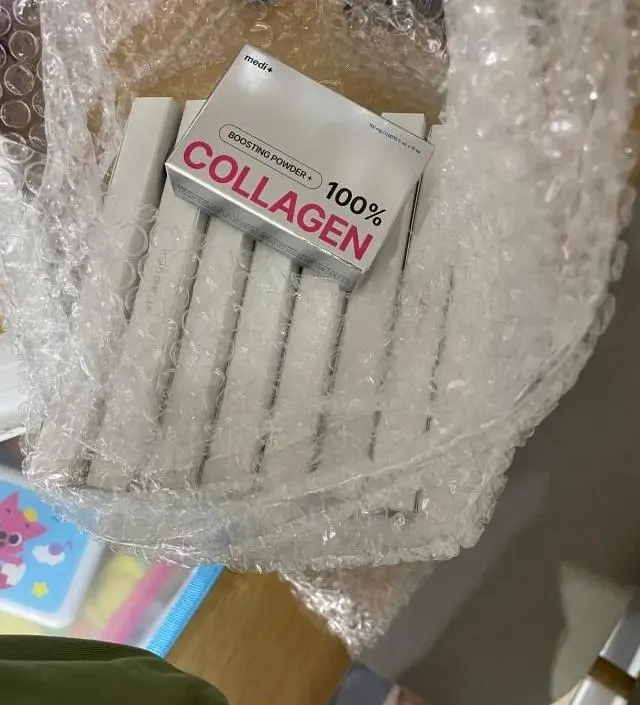 medi+
BOOSTING POWDER +
100%
COLLAGEN